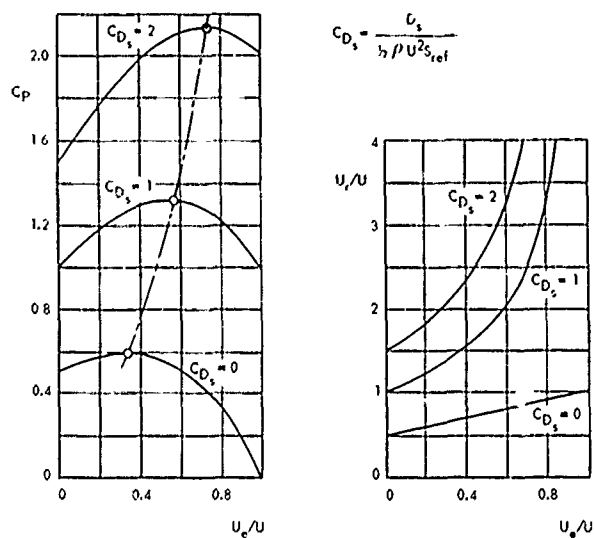 C_Ds = 2
2.0
C_P
1.6
C_Ds = 1
1.2
0.8
C_Ds = 0
0.4
0
0 0.4 0.8
U_e/U
C_Ds = D_s / ½ ρ U² S_ref
4
U_r/U
C_Ds = 2
3
2
C_Ds = 1
1
C_Ds = 0
0
0 0.4 0.8
U_e/U